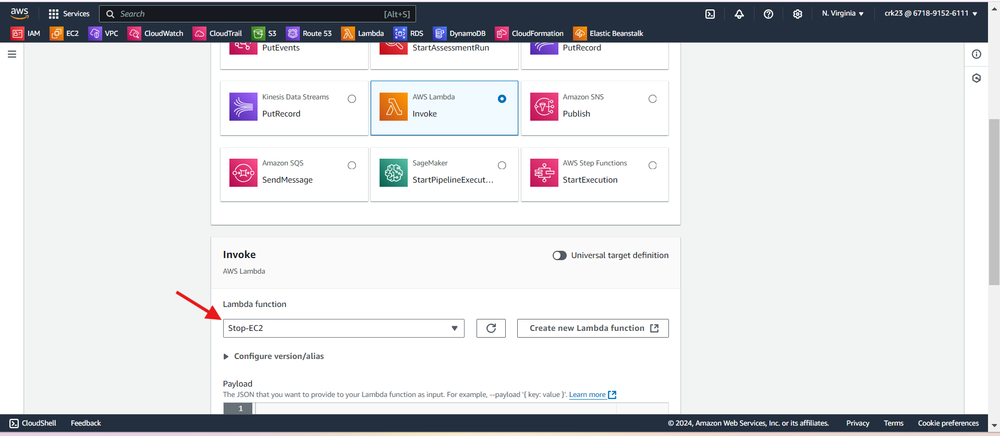 aws
Services
Search [Alt+S]
N. Virginia
crk23 @ 6718-9152-6111
IAM EC2 VPC CloudWatch CloudTrail S3 Route 53 Lambda RDS DynamoDB CloudFormation Elastic Beanstalk
PutEvents
StartAssessmentRun
PutRecord
Kinesis Data Streams
PutRecord
AWS Lambda
Invoke
Amazon SNS
Publish
Amazon SQS
SendMessage
SageMaker
StartPipelineExecut...
AWS Step Functions
StartExecution
Invoke
AWS Lambda
Universal target definition
Lambda function
Stop-EC2
Create new Lambda function
Configure version/alias
Payload
The JSON that you want to provide to your Lambda function as input. For example, --payload '{ key: value }'. Learn more
1
CloudShell Feedback
© 2024, Amazon Web Services, Inc. or its affiliates. Privacy Terms Cookie preferences